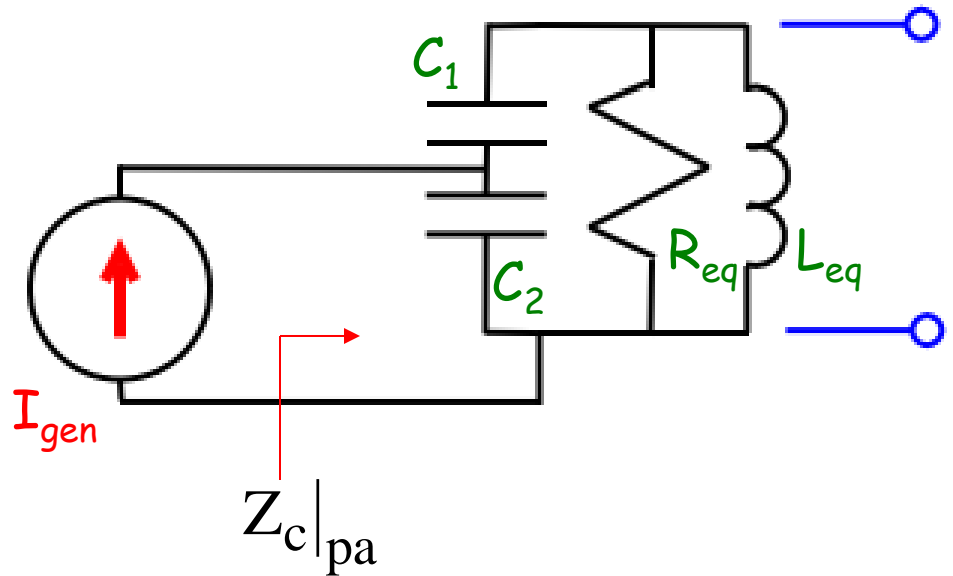 C1
C2
Req
Leq
Igen
Zc|pa